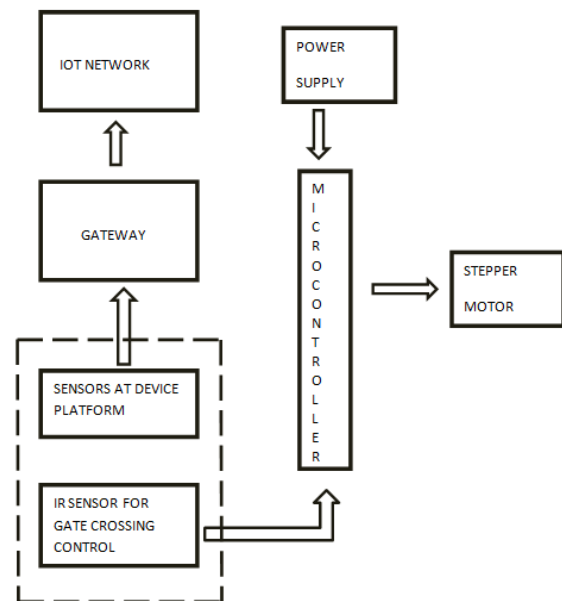 IOT NETWORK
POWER
SUPPLY
GATEWAY
M
I
C
R
O
C
O
N
T
R
O
L
L
E
R
STEPPER
MOTOR
SENSORS AT DEVICE
PLATFORM
IR SENSOR FOR
GATE CROSSING
CONTROL